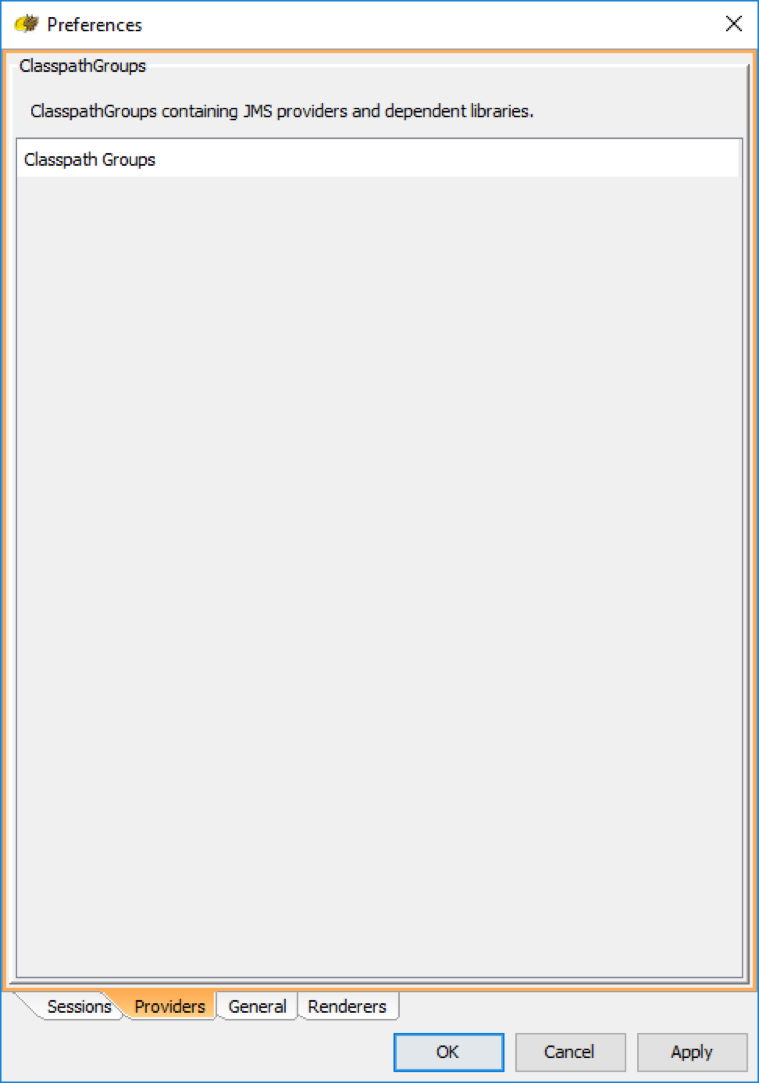 Preferences
ClasspathGroups
ClasspathGroups containing JMS providers and dependent libraries.
Classpath Groups
Sessions Providers General Renderers
OK Cancel Apply